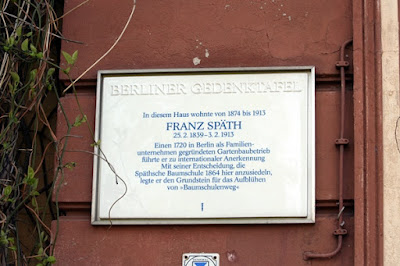 BERLINER GEDENKTAFEL
In diesem Haus wohnte von 1874 bis 1913
FRANZ SPÄTH
25. 2. 1839–3. 2. 1913
Einen 1720 in Berlin als Familien-
unternehmen gegründeten Gartenbaubetrieb
führte er zu internationaler Anerkennung
Mit seiner Entscheidung, die
Späthsche Baumschule 1864 hier anzusiedeln,
legte er den Grundstein für das Aufblühen
von »Baumschulenweg«